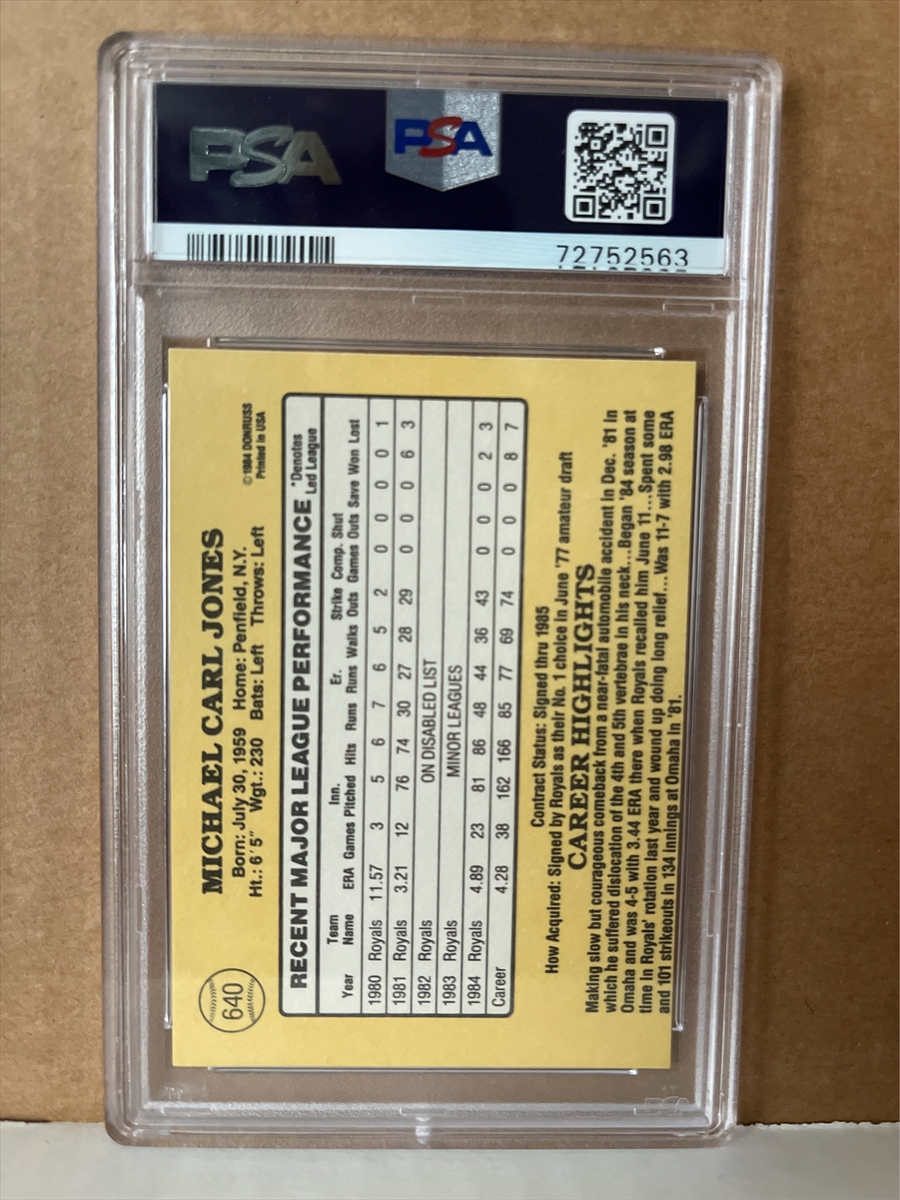 PSA
PSA
72752563
640
MICHAEL CARL JONES
©1984 DONRUSS
Printed in USA
Born: July 30, 1959 Home: Penfield, N.Y.
Ht.: 6'5" Wgt.: 230 Bats: Left Throws: Left
RECENT MAJOR LEAGUE PERFORMANCE *Denotes Led League
Year Team Name ERA Games Inn. Pitched Hits Runs Er. Runs Walks Strike Outs Comp. Games Shut Outs Save Won Lost
1980 Royals 11.57 3 5 6 7 6 5 2 0 0 0 0 1
1981 Royals 3.21 12 76 74 30 27 28 29 0 0 0 6 3
1982 Royals ON DISABLED LIST
1983 Royals MINOR LEAGUES
1984 Royals 4.89 23 81 86 48 44 36 43 0 0 0 2 3
Career 4.28 38 162 166 85 77 69 74 0 0 0 8 7
Contract Status: Signed thru 1985
How Acquired: Signed by Royals as their No. 1 choice in June '77 amateur draft
CAREER HIGHLIGHTS
Making slow but courageous comeback from a near-fatal automobile accident in Dec. '81 in
which he suffered dislocation of the 4th and 5th vertebrae in his neck...Began '84 season at
Omaha and was 4-5 with 3.44 ERA there when Royals recalled him June 11...Spent some
time in Royals' rotation last year and wound up doing long relief...Was 11-7 with 2.98 ERA
and 101 strikeouts in 134 innings at Omaha in '81.
PSA